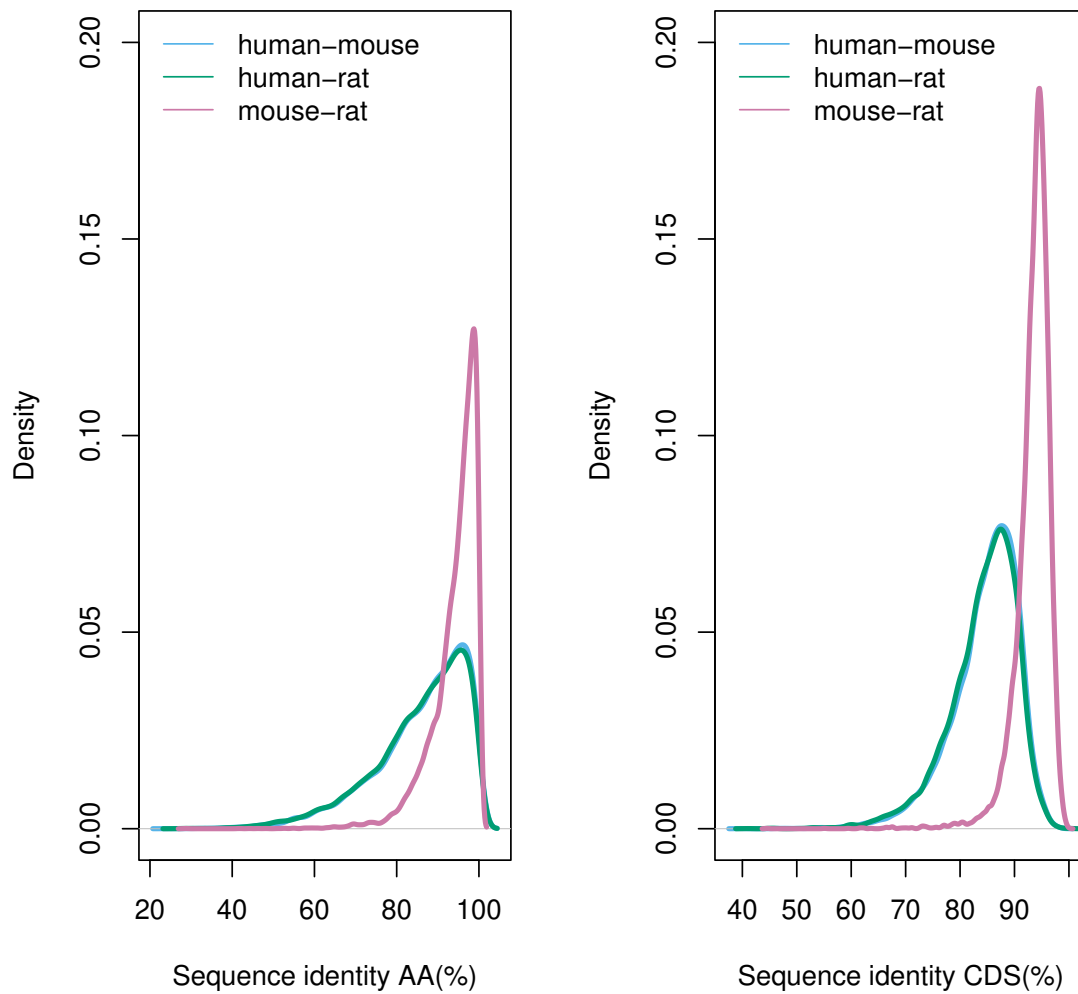 human−mouse
human−rat
mouse−rat
0.20
0.15
0.10
0.05
0.00
Density
20 40 60 80 100
Sequence identity AA(%)
human−mouse
human−rat
mouse−rat
0.20
0.15
0.10
0.05
0.00
Density
40 50 60 70 80 90
Sequence identity CDS(%)